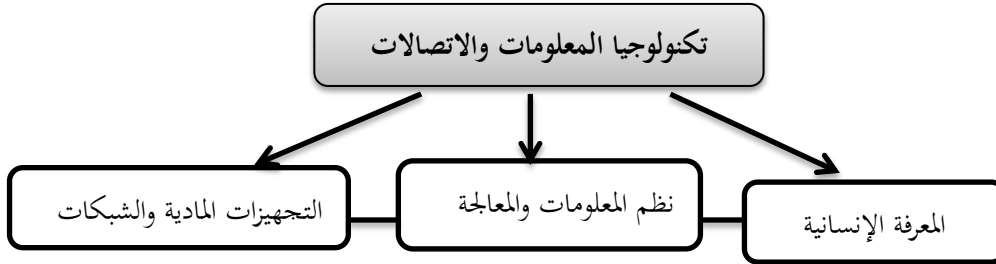 تكنولوجيا المعلومات والاتصالات
المعرفة الإنسانية
نظم المعلومات والمعالجة
التجهيزات المادية والشبكات